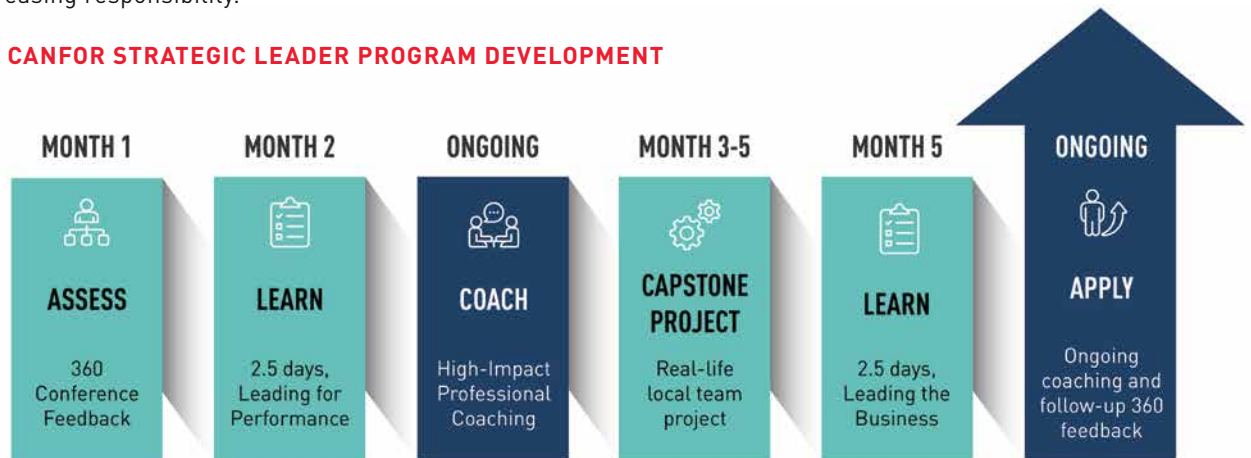 easing responsibility.
CANFOR STRATEGIC LEADER PROGRAM DEVELOPMENT
MONTH 1
ASSESS
360
Conference
Feedback
MONTH 2
LEARN
2.5 days,
Leading for
Performance
ONGOING
COACH
High-Impact
Professional
Coaching
MONTH 3-5
CAPSTONE
PROJECT
Real-life
local team
project
MONTH 5
LEARN
2.5 days,
Leading the
Business
ONGOING
APPLY
Ongoing
coaching and
follow-up 360
feedback